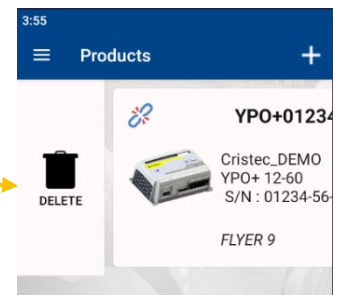 3:55
Products
YPO+01234
Cristec_DEMO
YPO+ 12-60
S/N : 01234-56-
DELETE
FLYER 9